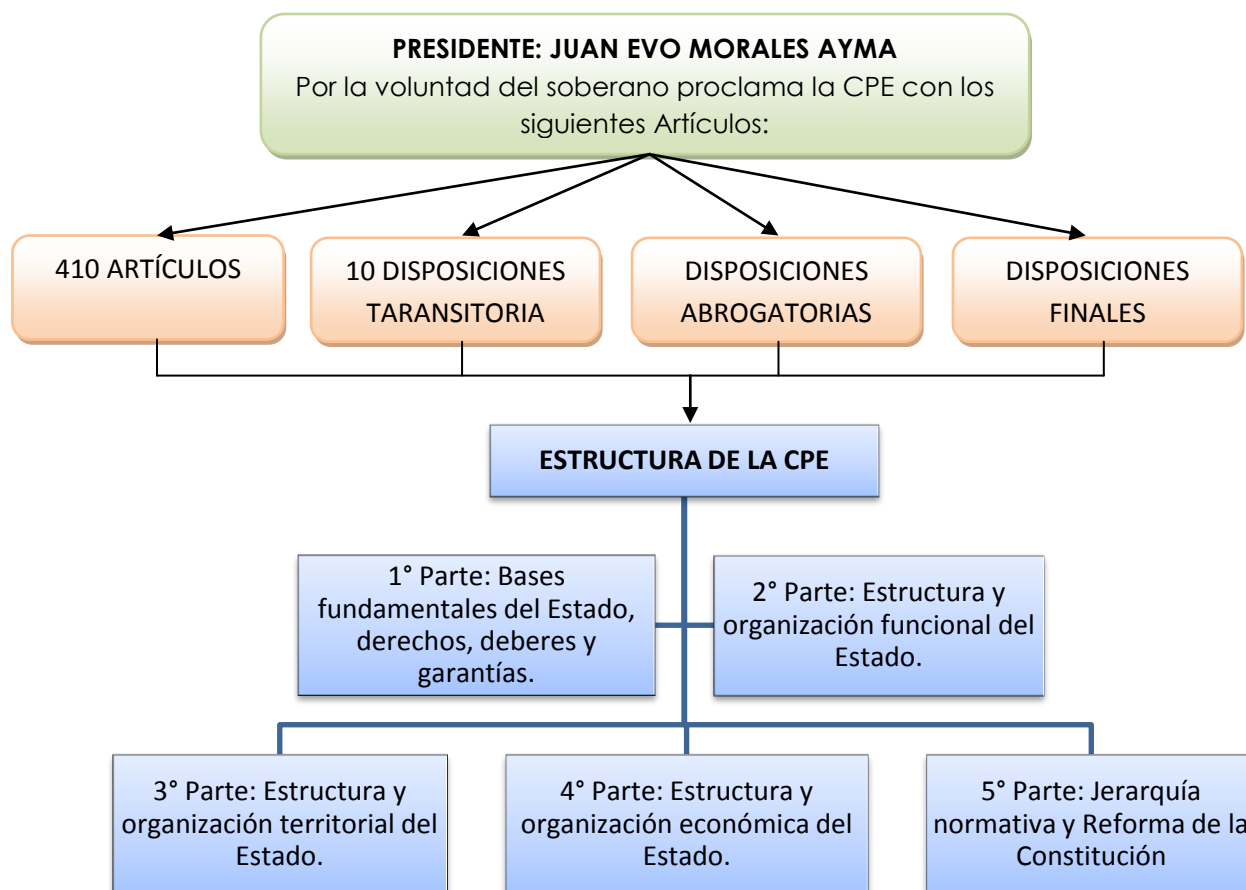 PRESIDENTE: JUAN EVO MORALES AYMA
Por la voluntad del soberano proclama la CPE con los
siguientes Artículos:
410 ARTÍCULOS
10 DISPOSICIONES
TARANSITORIA
DISPOSICIONES
ABROGATORIAS
DISPOSICIONES
FINALES
ESTRUCTURA DE LA CPE
1° Parte: Bases
fundamentales del Estado,
derechos, deberes y
garantías.
2° Parte: Estructura y
organización funcional del
Estado.
3° Parte: Estructura y
organización territorial del
Estado.
4° Parte: Estructura y
organización económica del
Estado.
5° Parte: Jerarquía
normativa y Reforma de la
Constitución